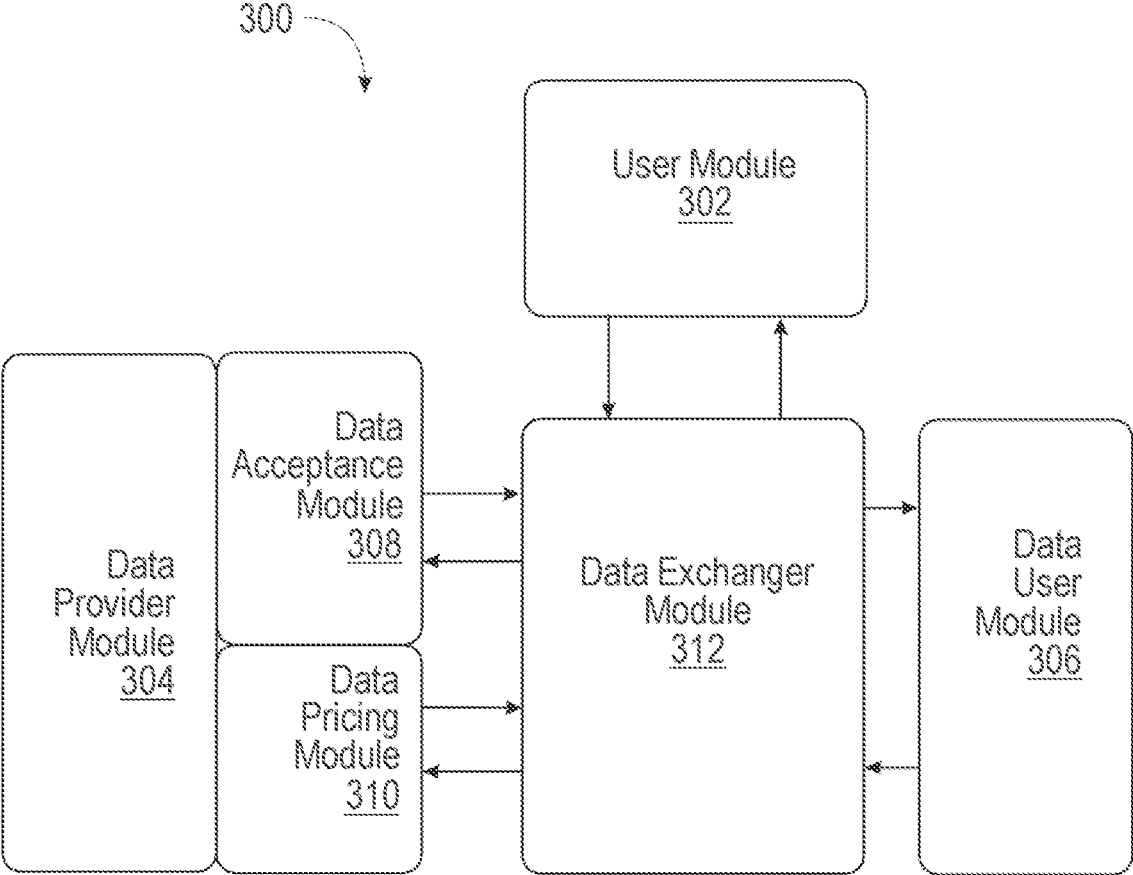 300
User Module
302
Data
Acceptance
Module
308
Data
Provider
Module
304
Data
Pricing
Module
310
Data Exchanger
Module
312
Data
User
Module
306